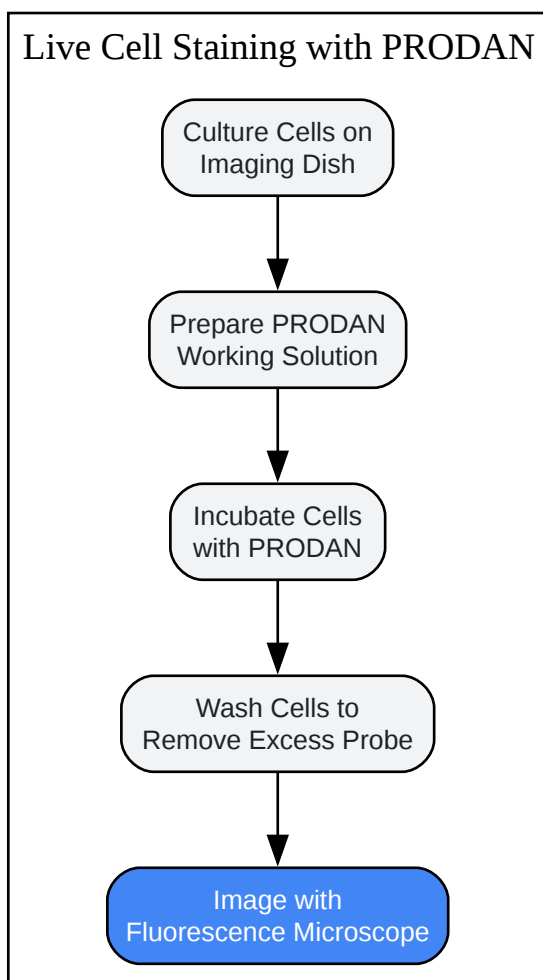 Live Cell Staining with PRODAN
Culture Cells on
Imaging Dish
Prepare PRODAN
Working Solution
Incubate Cells
with PRODAN
Wash Cells to
Remove Excess Probe
Image with
Fluorescence Microscope